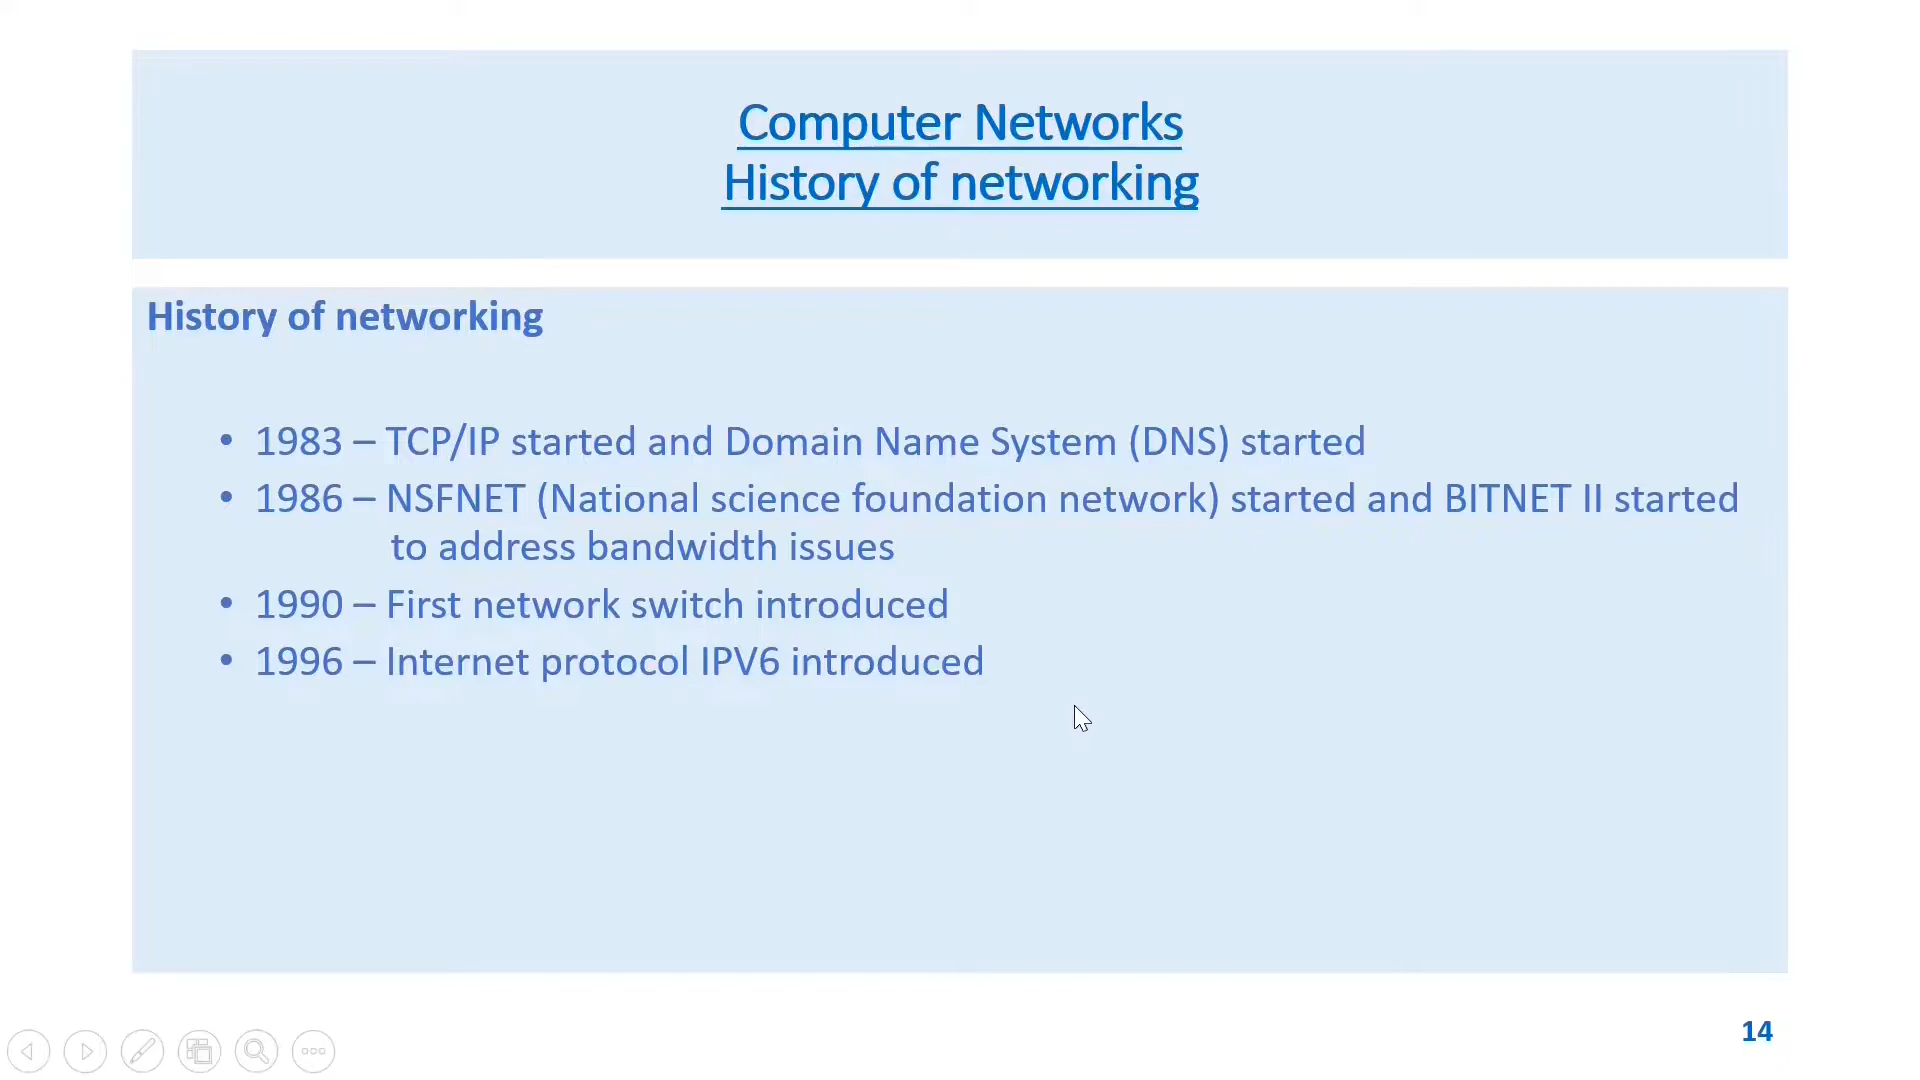 Computer Networks
History of networking
History of networking
• 1983 – TCP/IP started and Domain Name System (DNS) started
• 1986 – NSFNET (National science foundation network) started and BITNET II started
to address bandwidth issues
• 1990 – First network switch introduced
• 1996 – Internet protocol IPV6 introduced
14